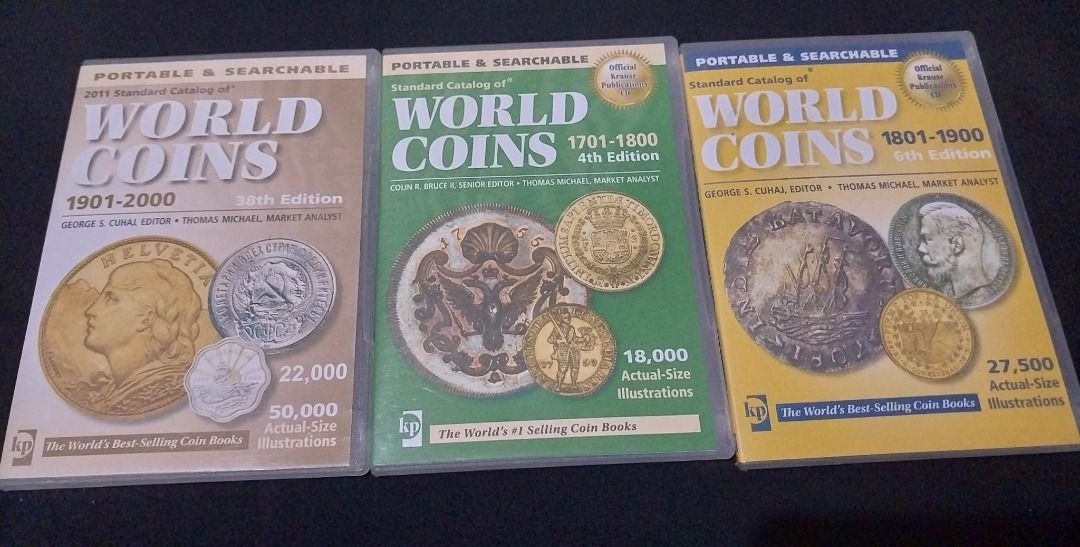 PORTABLE & SEARCHABLE
2011 Standard Catalog of®
WORLD
COINS
1901-2000
38th Edition
GEORGE S. CUHAJ, EDITOR • THOMAS MICHAEL, MARKET ANALYST
HELVETIA
22,000
50,000
Actual-Size
Illustrations
kp
The World's Best-Selling Coin Books
PORTABLE & SEARCHABLE
Official
Krause
Publications
CD
Standard Catalog of®
WORLD
COINS
1701-1800
4th Edition
COLIN R. BRUCE II, SENIOR EDITOR • THOMAS MICHAEL, MARKET ANALYST
18,000
Actual-Size
Illustrations
kp
The World's #1 Selling Coin Books
PORTABLE & SEARCHABLE
Official
Krause
Publications
CD
Standard Catalog of®
WORLD
COINS
1801-1900
6th Edition
GEORGE S. CUHAJ, EDITOR • THOMAS MICHAEL, MARKET ANALYST
27,500
Actual-Size
Illustrations
kp
The World's Best-Selling Coin Books